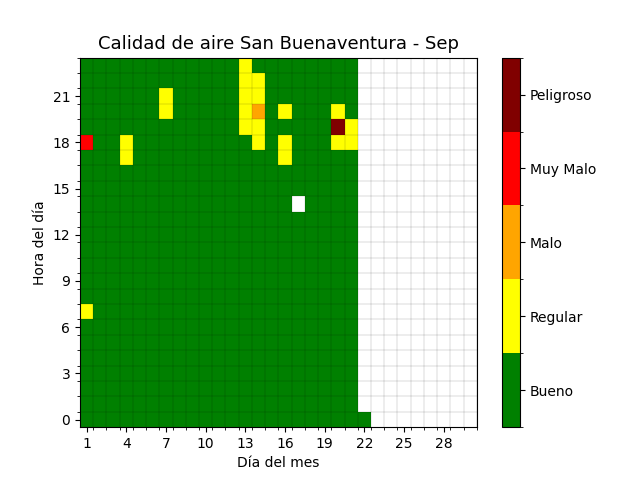 Calidad de aire San Buenaventura - Sep
Hora del día
21
18
15
12
9
6
3
0
1 4 7 10 13 16 19 22 25 28
Día del mes
Peligroso
Muy Malo
Malo
Regular
Bueno